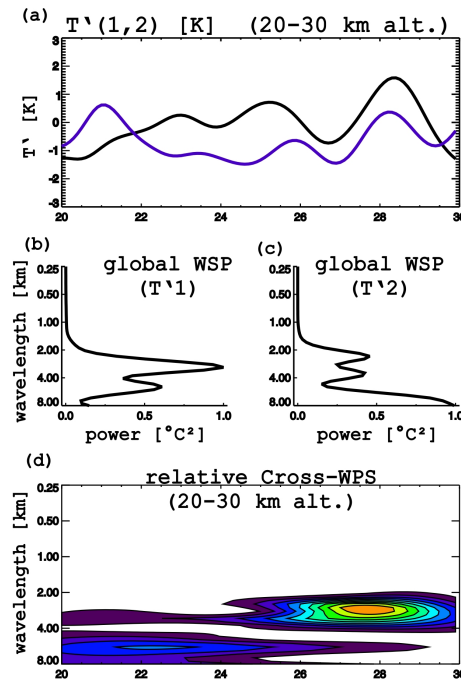 (a)
T‵(1,2) [K] (20-30 km alt.)
3
2
1
0
-1
-2
-3
T‵ [K]
20 22 24 26 28 30
(b)
global WSP
(T‵1)
wavelength [km]
0.25
0.50
1.00
2.00
4.00
8.00
0.0 0.5 1.0
power [°C²]
(c)
global WSP
(T‵2)
0.25
0.50
1.00
2.00
4.00
8.00
0.0 0.5 1.0
power [°C²]
(d)
relative Cross-WPS
(20-30 km alt.)
wavelength [km]
0.25
0.50
1.00
2.00
4.00
8.00
20 22 24 26 28 30